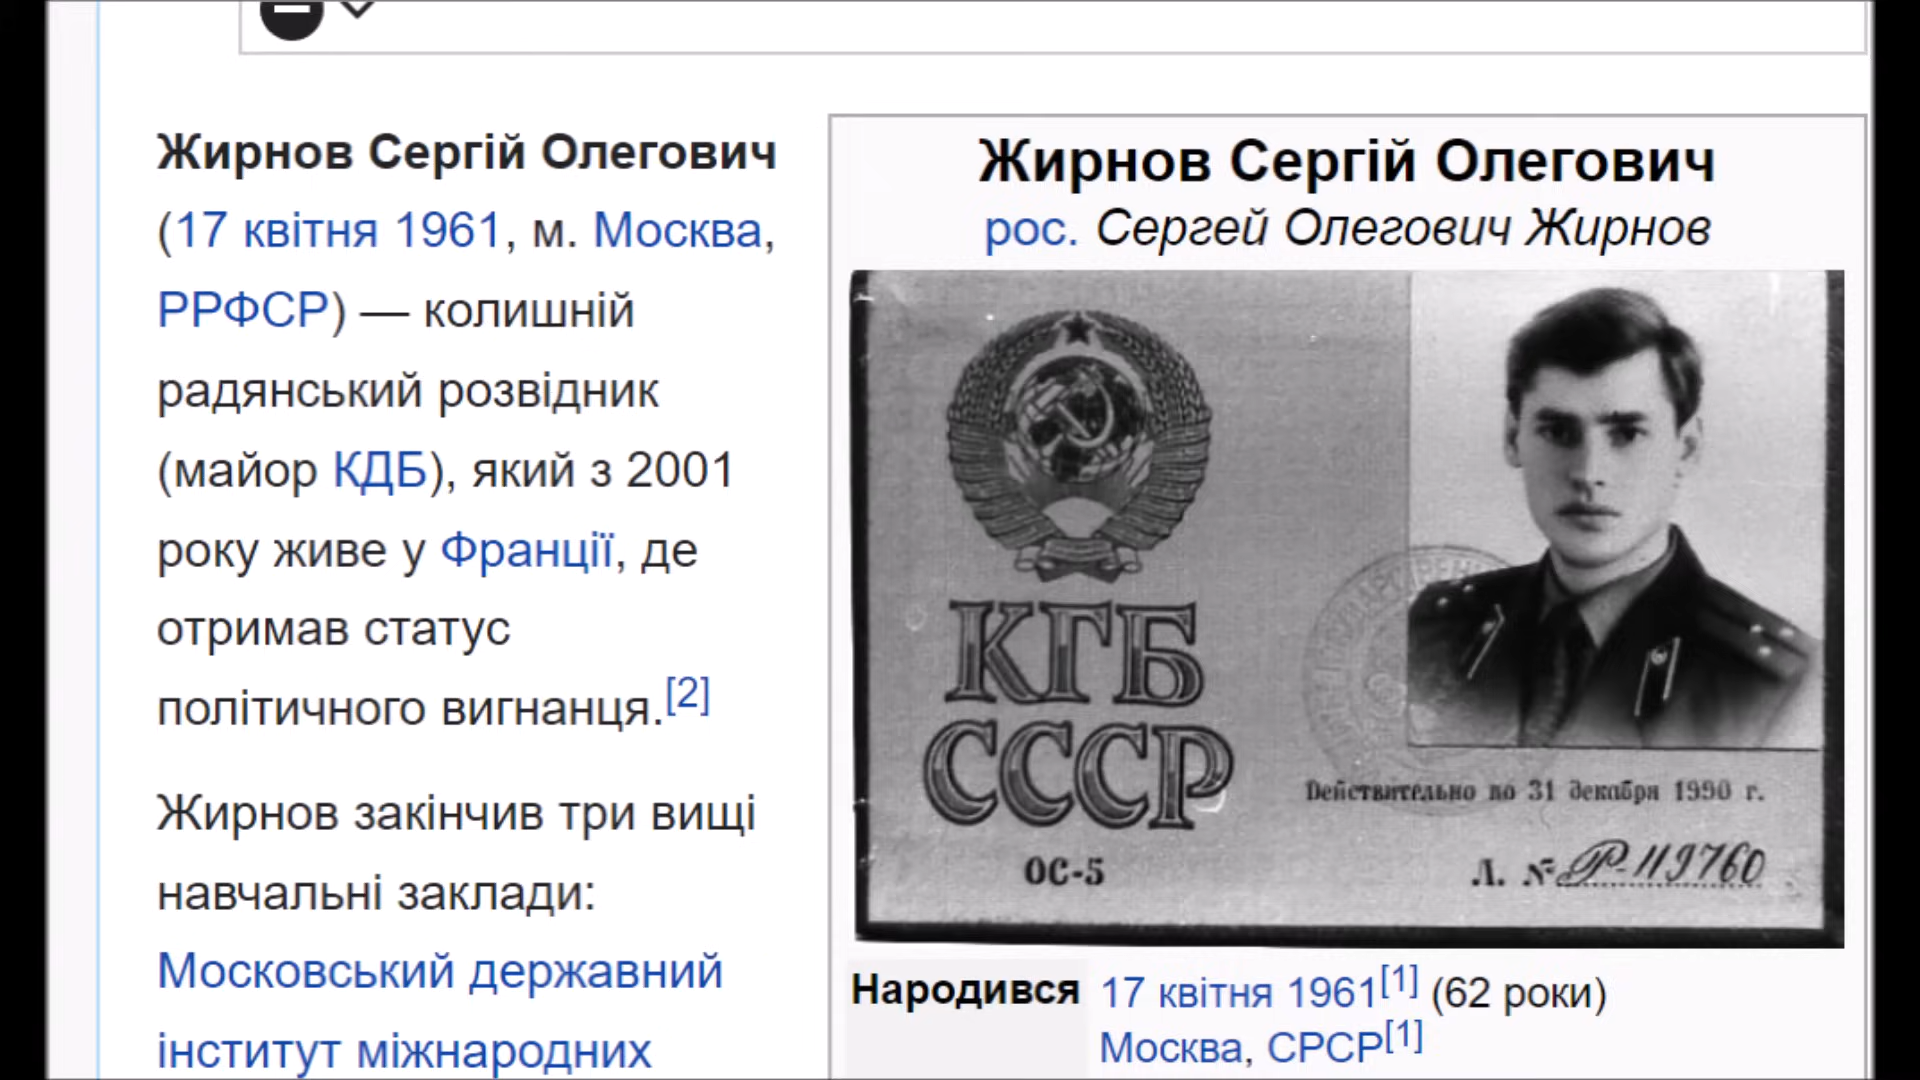 Жирнов Сергій Олегович
(17 квітня 1961, м. Москва,
РРФСР) — колишній
радянський розвідник
(майор КДБ), який з 2001
року живе у Франції, де
отримав статус
політичного вигнанця.[2]
Жирнов закінчив три вищі
навчальні заклади:
Московський державний
інститут міжнародних
Жирнов Сергій Олегович
рос. Сергей Олегович Жирнов
КГБ
СССР
ОС-5
Действительно по 31 декабря 1990 г.
Л. № Р-119760
Народився 17 квітня 1961[1] (62 роки)
Москва, СРСР[1]